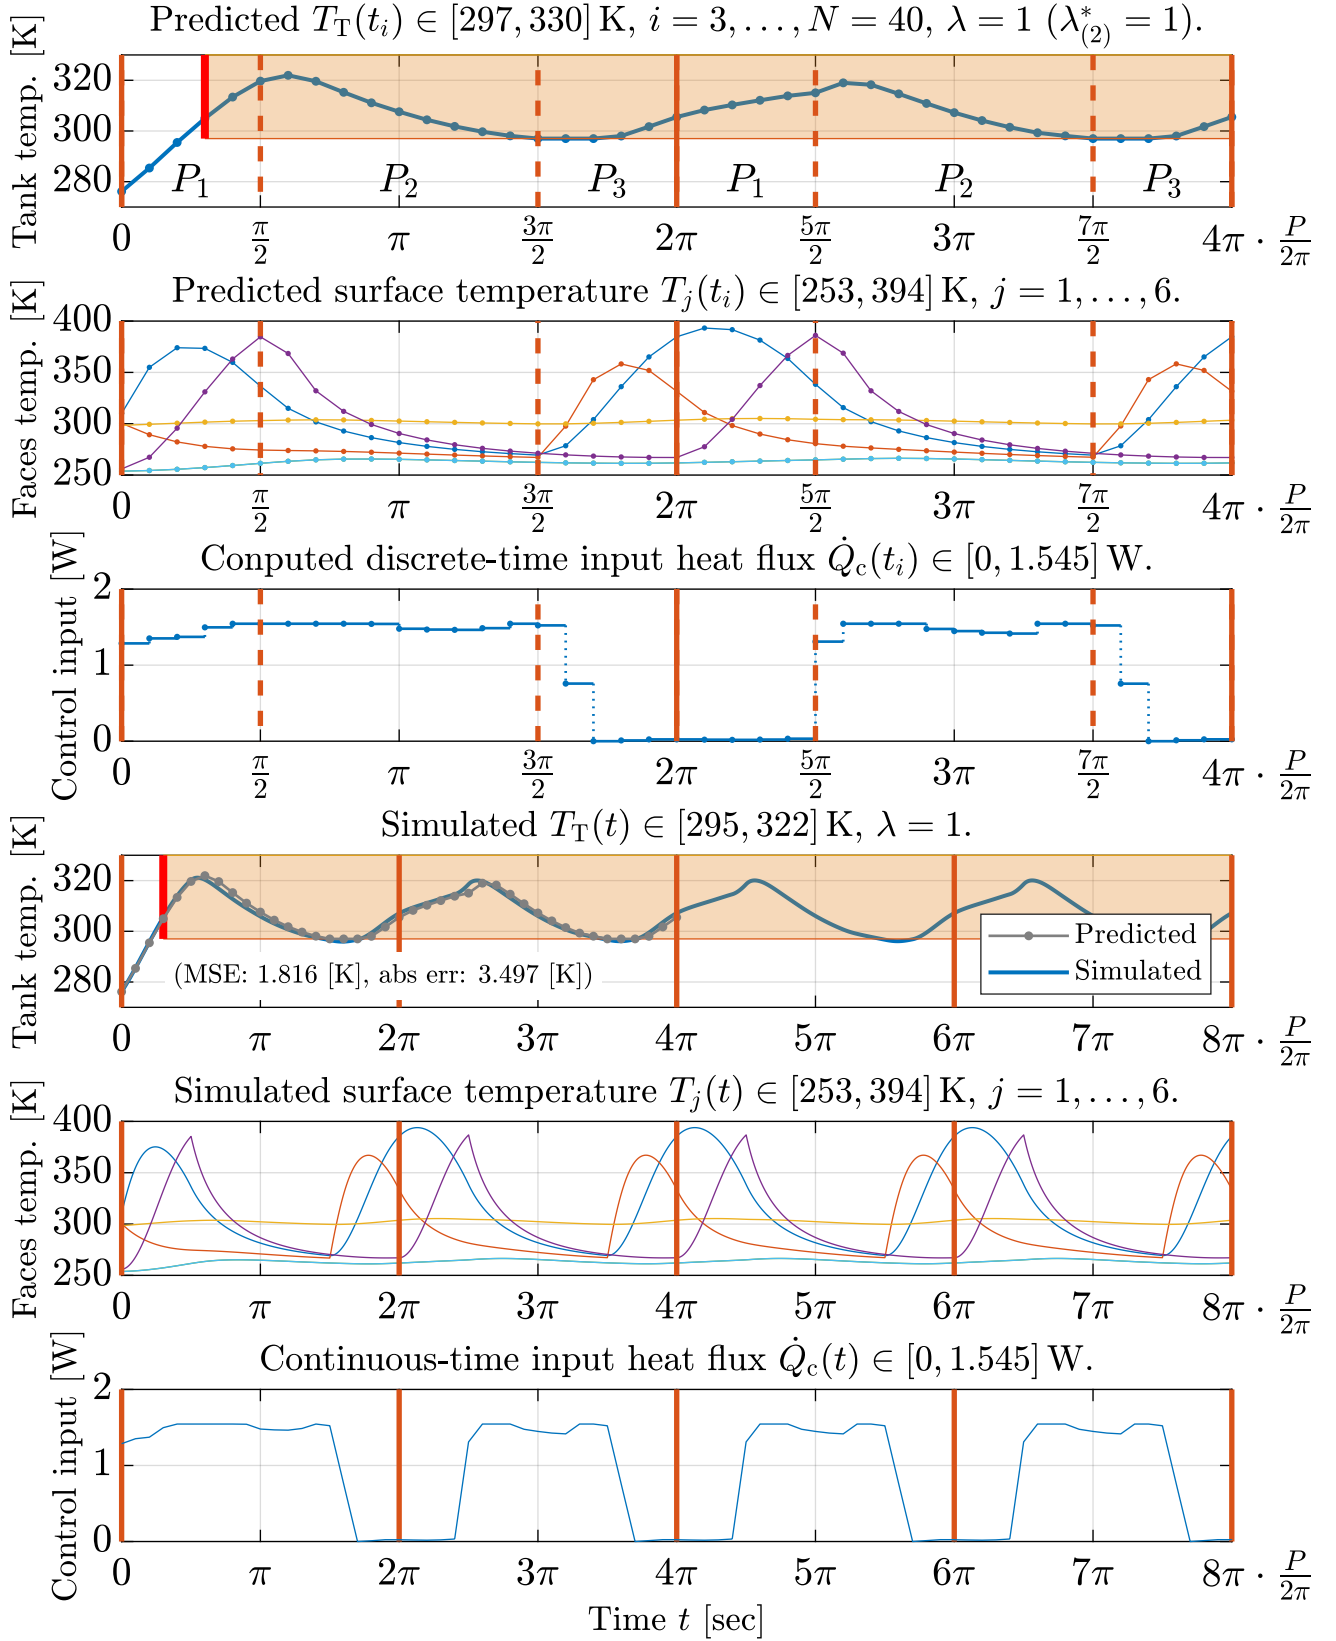 Predicted T_T(t_i) ∈ [297, 330] K, i = 3, . . . , N = 40, λ = 1 (λ*_(2) = 1).
Tank temp. [K]
320
300
280
P_1 P_2 P_3 P_1 P_2 P_3
0 π/2 π 3π/2 2π 5π/2 3π 7π/2 4π · P/2π
Predicted surface temperature T_j(t_i) ∈ [253, 394] K, j = 1, . . . , 6.
Faces temp. [K]
400
350
300
250
0 π/2 π 3π/2 2π 5π/2 3π 7π/2 4π · P/2π
Conputed discrete-time input heat flux Q̇_c(t_i) ∈ [0, 1.545] W.
Control input [W]
2
1
0
0 π/2 π 3π/2 2π 5π/2 3π 7π/2 4π · P/2π
Simulated T_T(t) ∈ [295, 322] K, λ = 1.
Tank temp. [K]
320
300
280
(MSE: 1.816 [K], abs err: 3.497 [K])
Predicted
Simulated
0 π 2π 3π 4π 5π 6π 7π 8π · P/2π
Simulated surface temperature T_j(t) ∈ [253, 394] K, j = 1, . . . , 6.
Faces temp. [K]
400
350
300
250
0 π 2π 3π 4π 5π 6π 7π 8π · P/2π
Continuous-time input heat flux Q̇_c(t) ∈ [0, 1.545] W.
Control input [W]
2
1
0
0 π 2π 3π 4π 5π 6π 7π 8π · P/2π
Time t [sec]